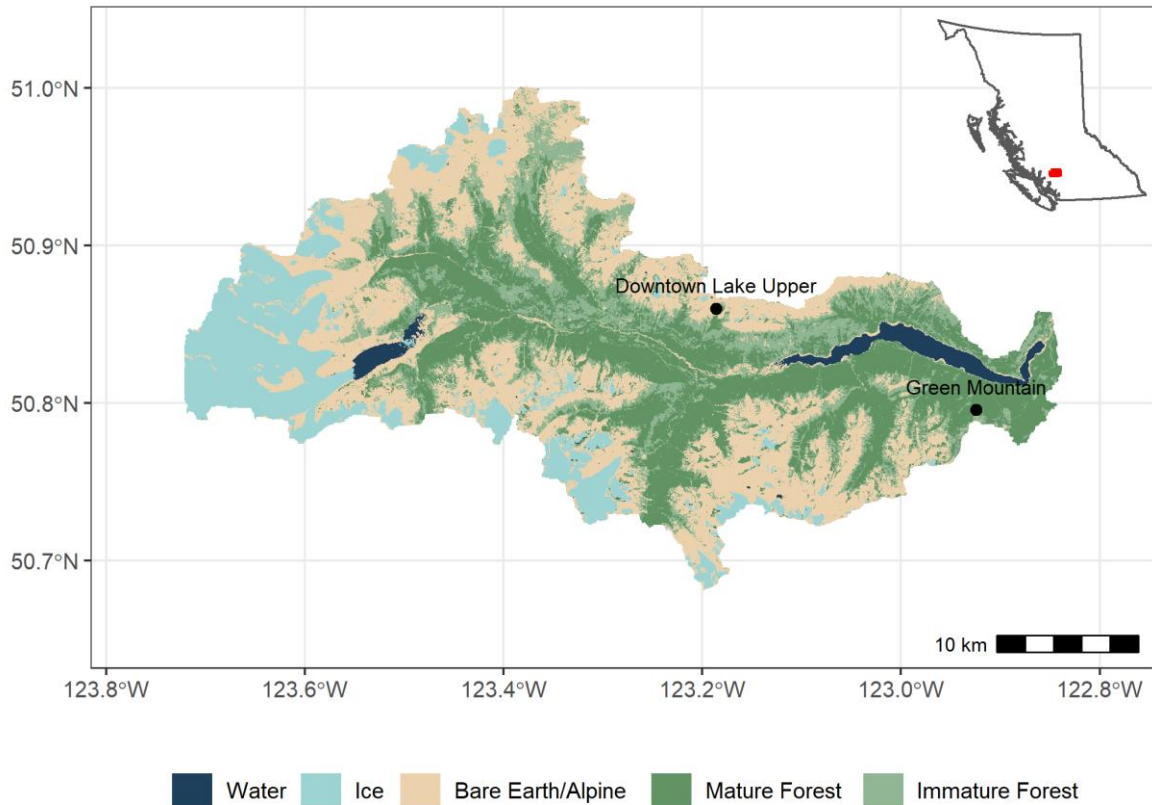 51.0°N
50.9°N
Downtown Lake Upper
50.8°N
Green Mountain
50.7°N
10 km
123.8°W 123.6°W 123.4°W 123.2°W 123.0°W 122.8°W
Water Ice Bare Earth/Alpine Mature Forest Immature Forest